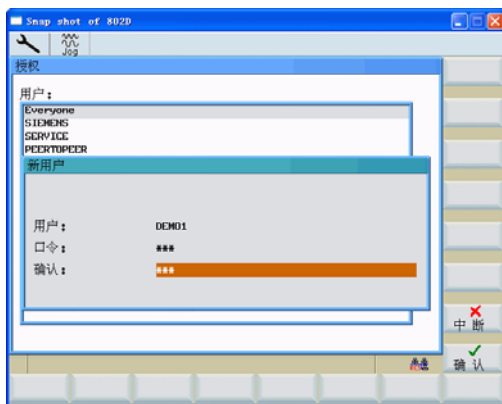 Snap shot of 802D
Jog
授权
用户：
Everyone
SIEMENS
SERVICE
PEERTOPEER
新用户
用户： DEMO1
口令： ***
确认： ***
中断
确认